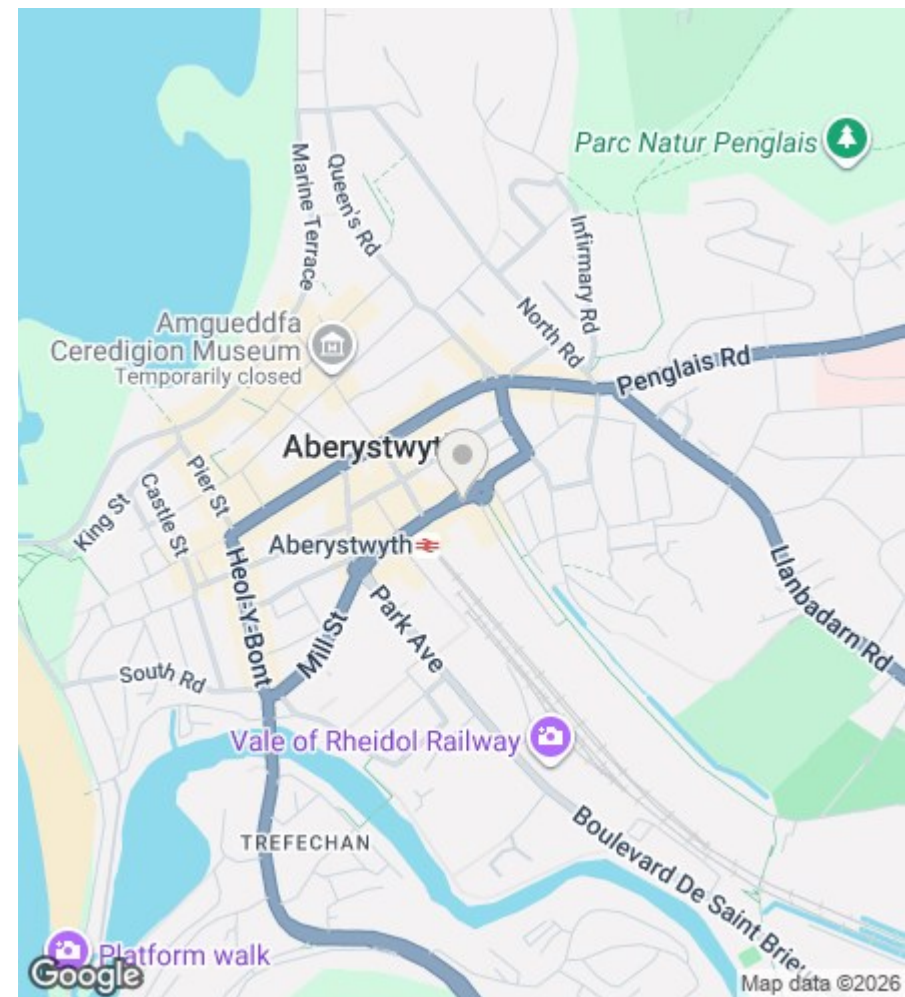 Parc Natur Penglais
Marine Terrace
Queen's Rd
Infirmary Rd
North Rd
Amgueddfa
Ceredigion Museum
Temporarily closed
Penglais Rd
Aberystwyt
Pier St
Castle St
King St
Aberystwyth
Heol-Y-Bont
Mill St
Park Ave
Llanbadarn Rd
South Rd
Vale of Rheidol Railway
TREFECHAN
Boulevard De Saint Brieuc
Platform walk
Google
Map data ©2026